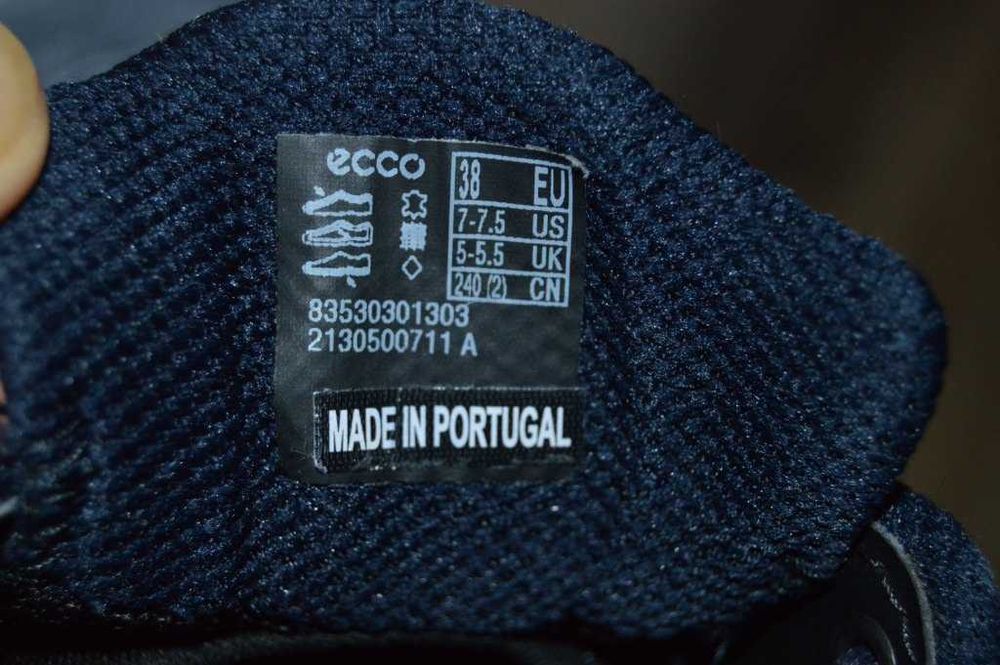 ecco
38 EU
7-7.5 US
5-5.5 UK
240 (2) CN
83530301303
2130500711 A
MADE IN PORTUGAL